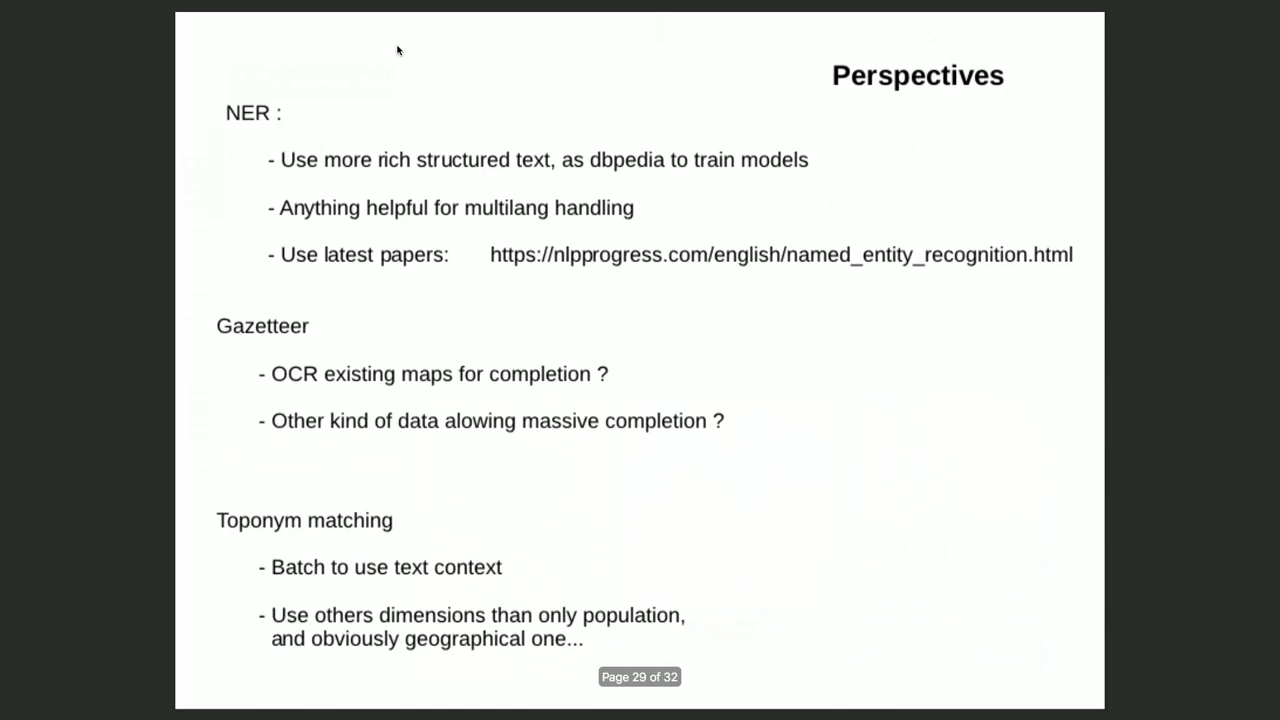 Perspectives
NER :
- Use more rich structured text, as dbpedia to train models
- Anything helpful for multilang handling
- Use latest papers: https://nlpprogress.com/english/named_entity_recognition.html
Gazetteer
- OCR existing maps for completion ?
- Other kind of data alowing massive completion ?
Toponym matching
- Batch to use text context
- Use others dimensions than only population,
and obviously geographical one...
Page 29 of 32